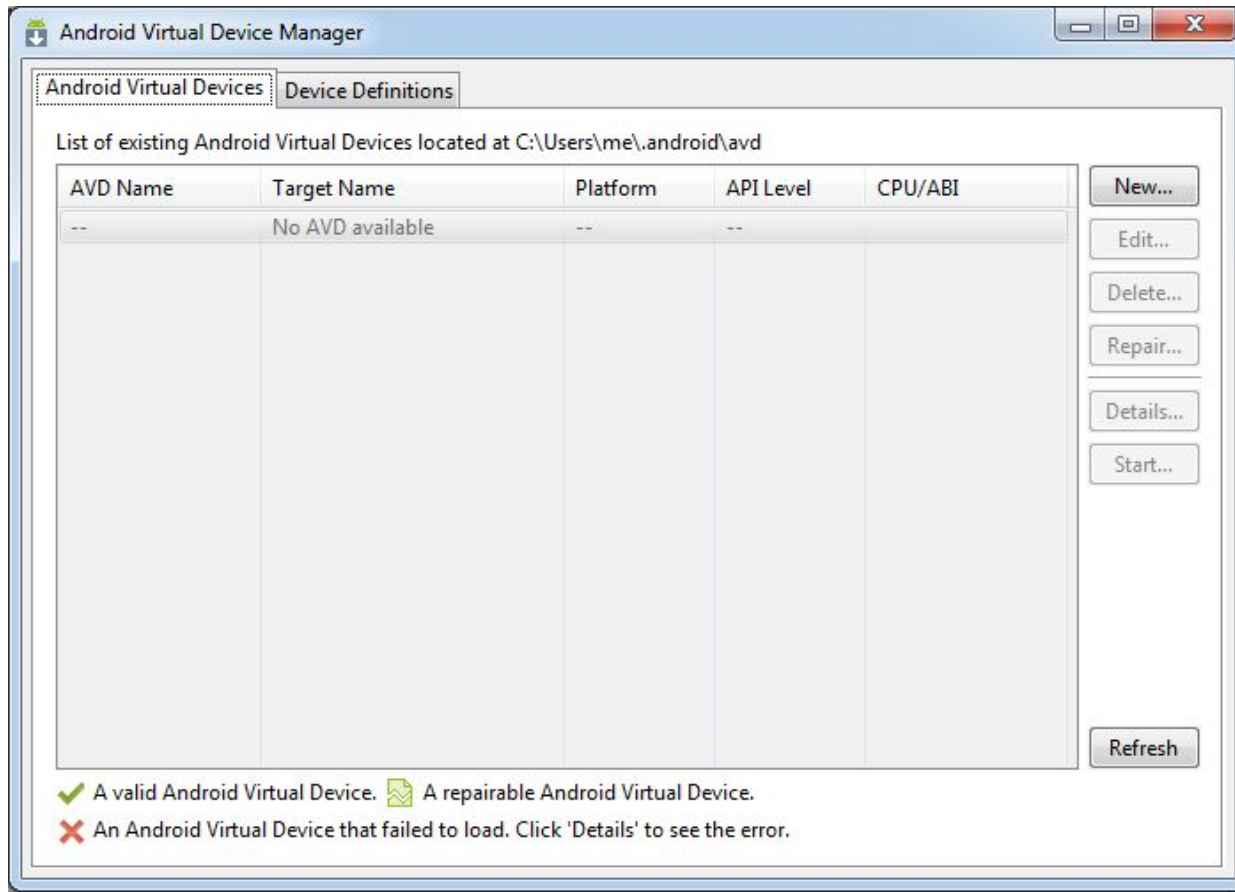 Android Virtual Device Manager
Android Virtual Devices Device Definitions
List of existing Android Virtual Devices located at C:\Users\me\.android\avd
AVD Name Target Name Platform API Level CPU/ABI New...
-- No AVD available -- --
Edit...
Delete...
Repair...
Details...
Start...
Refresh
A valid Android Virtual Device. A repairable Android Virtual Device.
An Android Virtual Device that failed to load. Click 'Details' to see the error.